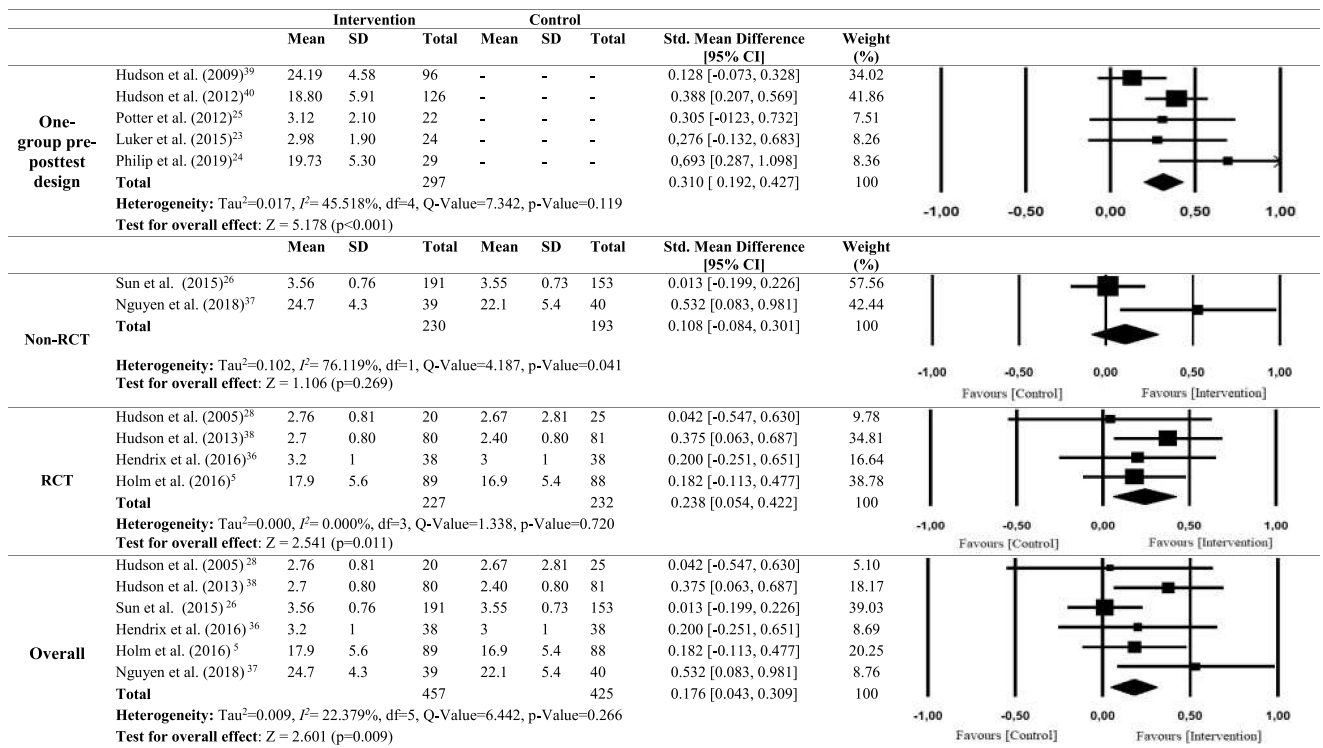 Intervention Control
Mean SD Total Mean SD Total Std. Mean Difference [95% CI] Weight (%)
One-group pre-posttest design
Hudson et al. (2009)39 24.19 4.58 96 - - - 0.128 [-0.073, 0.328] 34.02
Hudson et al. (2012)40 18.80 5.91 126 - - - 0.388 [0.207, 0.569] 41.86
Potter et al. (2012)25 3.12 2.10 22 - - - 0.305 [-0123, 0.732] 7.51
Luker et al. (2015)23 2.98 1.90 24 - - - 0,276 [-0.132, 0.683] 8.26
Philip et al. (2019)24 19.73 5.30 29 - - - 0,693 [0.287, 1.098] 8.36
Total 297 0.310 [ 0.192, 0.427] 100
Heterogeneity: Tau2=0.017, I2= 45.518%, df=4, Q-Value=7.342, p-Value=0.119
Test for overall effect: Z = 5.178 (p<0.001)
-1,00 -0,50 0,00 0,50 1,00
Mean SD Total Mean SD Total Std. Mean Difference [95% CI] Weight (%)
Non-RCT
Sun et al. (2015)26 3.56 0.76 191 3.55 0.73 153 0.013 [-0.199, 0.226] 57.56
Nguyen et al. (2018)37 24.7 4.3 39 22.1 5.4 40 0.532 [0.083, 0.981] 42.44
Total 230 193 0.108 [-0.084, 0.301] 100
Heterogeneity: Tau2=0.102, I2= 76.119%, df=1, Q-Value=4.187, p-Value=0.041
Test for overall effect: Z = 1.106 (p=0.269)
-1,00 -0,50 0,00 0,50 1,00
Favours [Control] Favours [Intervention]
RCT
Hudson et al. (2005)28 2.76 0.81 20 2.67 2.81 25 0.042 [-0.547, 0.630] 9.78
Hudson et al. (2013)38 2.7 0.80 80 2.40 0.80 81 0.375 [0.063, 0.687] 34.81
Hendrix et al. (2016)36 3.2 1 38 3 1 38 0.200 [-0.251, 0.651] 16.64
Holm et al. (2016)5 17.9 5.6 89 16.9 5.4 88 0.182 [-0.113, 0.477] 38.78
Total 227 232 0.238 [0.054, 0.422] 100
Heterogeneity: Tau2=0.000, I2= 0.000%, df=3, Q-Value=1.338, p-Value=0.720
Test for overall effect: Z = 2.541 (p=0.011)
-1,00 -0,50 0,00 0,50 1,00
Favours [Control] Favours [Intervention]
Overall
Hudson et al. (2005) 28 2.76 0.81 20 2.67 2.81 25 0.042 [-0.547, 0.630] 5.10
Hudson et al. (2013) 38 2.7 0.80 80 2.40 0.80 81 0.375 [0.063, 0.687] 18.17
Sun et al. (2015) 26 3.56 0.76 191 3.55 0.73 153 0.013 [-0.199, 0.226] 39.03
Hendrix et al. (2016) 36 3.2 1 38 3 1 38 0.200 [-0.251, 0.651] 8.69
Holm et al. (2016) 5 17.9 5.6 89 16.9 5.4 88 0.182 [-0.113, 0.477] 20.25
Nguyen et al. (2018) 37 24.7 4.3 39 22.1 5.4 40 0.532 [0.083, 0.981] 8.76
Total 457 425 0.176 [0.043, 0.309] 100
Heterogeneity: Tau2=0.009, I2= 22.379%, df=5, Q-Value=6.442, p-Value=0.266
Test for overall effect: Z = 2.601 (p=0.009)
-1,00 -0,50 0,00 0,50 1,00
Favours [Control] Favours [Intervention]